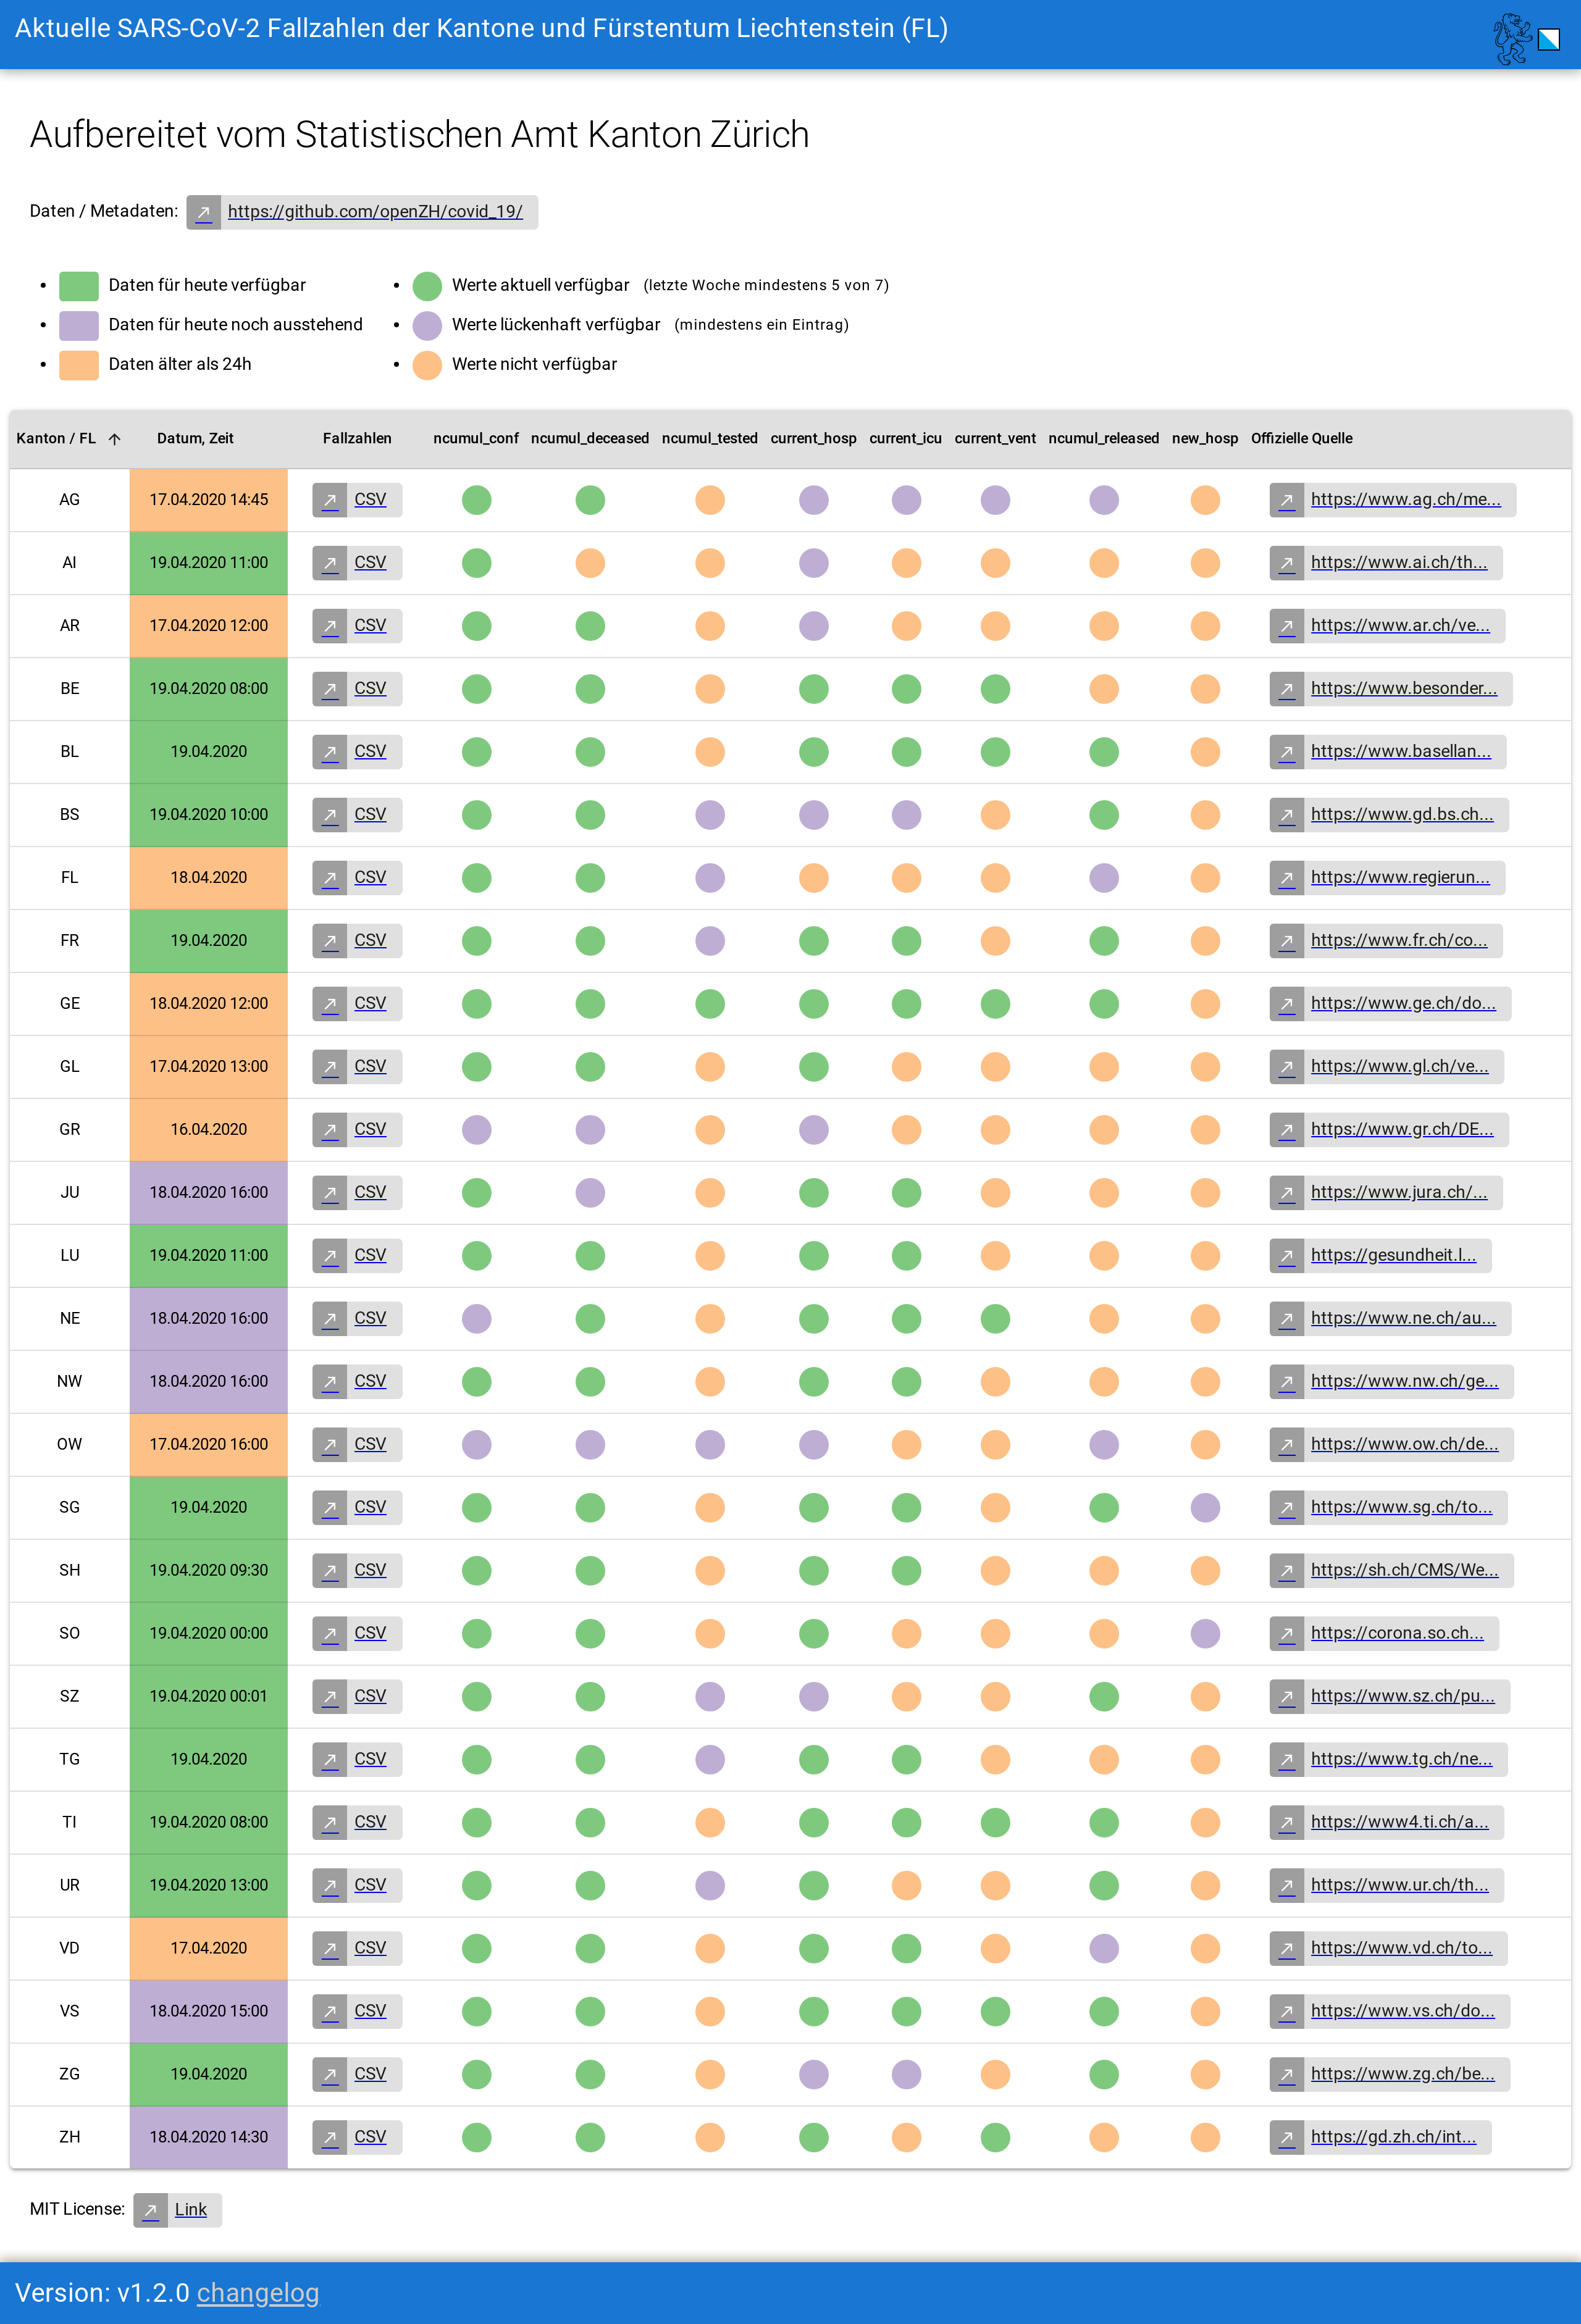 Aktuelle SARS-CoV-2 Fallzahlen der Kantone und Fürstentum Liechtenstein (FL)
Aufbereitet vom Statistischen Amt Kanton Zürich
Daten / Metadaten: https://github.com/openZH/covid_19/
Daten für heute verfügbar
Daten für heute noch ausstehend
Daten älter als 24h
Werte aktuell verfügbar (letzte Woche mindestens 5 von 7)
Werte lückenhaft verfügbar (mindestens ein Eintrag)
Werte nicht verfügbar
Kanton / FL Datum, Zeit Fallzahlen ncumul_conf ncumul_deceased ncumul_tested current_hosp current_icu current_vent ncumul_released new_hosp Offizielle Quelle
AG 17.04.2020 14:45 CSV https://www.ag.ch/me...
AI 19.04.2020 11:00 CSV https://www.ai.ch/th...
AR 17.04.2020 12:00 CSV https://www.ar.ch/ve...
BE 19.04.2020 08:00 CSV https://www.besonder...
BL 19.04.2020 CSV https://www.basellan...
BS 19.04.2020 10:00 CSV https://www.gd.bs.ch...
FL 18.04.2020 CSV https://www.regierun...
FR 19.04.2020 CSV https://www.fr.ch/co...
GE 18.04.2020 12:00 CSV https://www.ge.ch/do...
GL 17.04.2020 13:00 CSV https://www.gl.ch/ve...
GR 16.04.2020 CSV https://www.gr.ch/DE...
JU 18.04.2020 16:00 CSV https://www.jura.ch/...
LU 19.04.2020 11:00 CSV https://gesundheit.l...
NE 18.04.2020 16:00 CSV https://www.ne.ch/au...
NW 18.04.2020 16:00 CSV https://www.nw.ch/ge...
OW 17.04.2020 16:00 CSV https://www.ow.ch/de...
SG 19.04.2020 CSV https://www.sg.ch/to...
SH 19.04.2020 09:30 CSV https://sh.ch/CMS/We...
SO 19.04.2020 00:00 CSV https://corona.so.ch...
SZ 19.04.2020 00:01 CSV https://www.sz.ch/pu...
TG 19.04.2020 CSV https://www.tg.ch/ne...
TI 19.04.2020 08:00 CSV https://www4.ti.ch/a...
UR 19.04.2020 13:00 CSV https://www.ur.ch/th...
VD 17.04.2020 CSV https://www.vd.ch/to...
VS 18.04.2020 15:00 CSV https://www.vs.ch/do...
ZG 19.04.2020 CSV https://www.zg.ch/be...
ZH 18.04.2020 14:30 CSV https://gd.zh.ch/int...
MIT License: Link
Version: v1.2.0 changelog